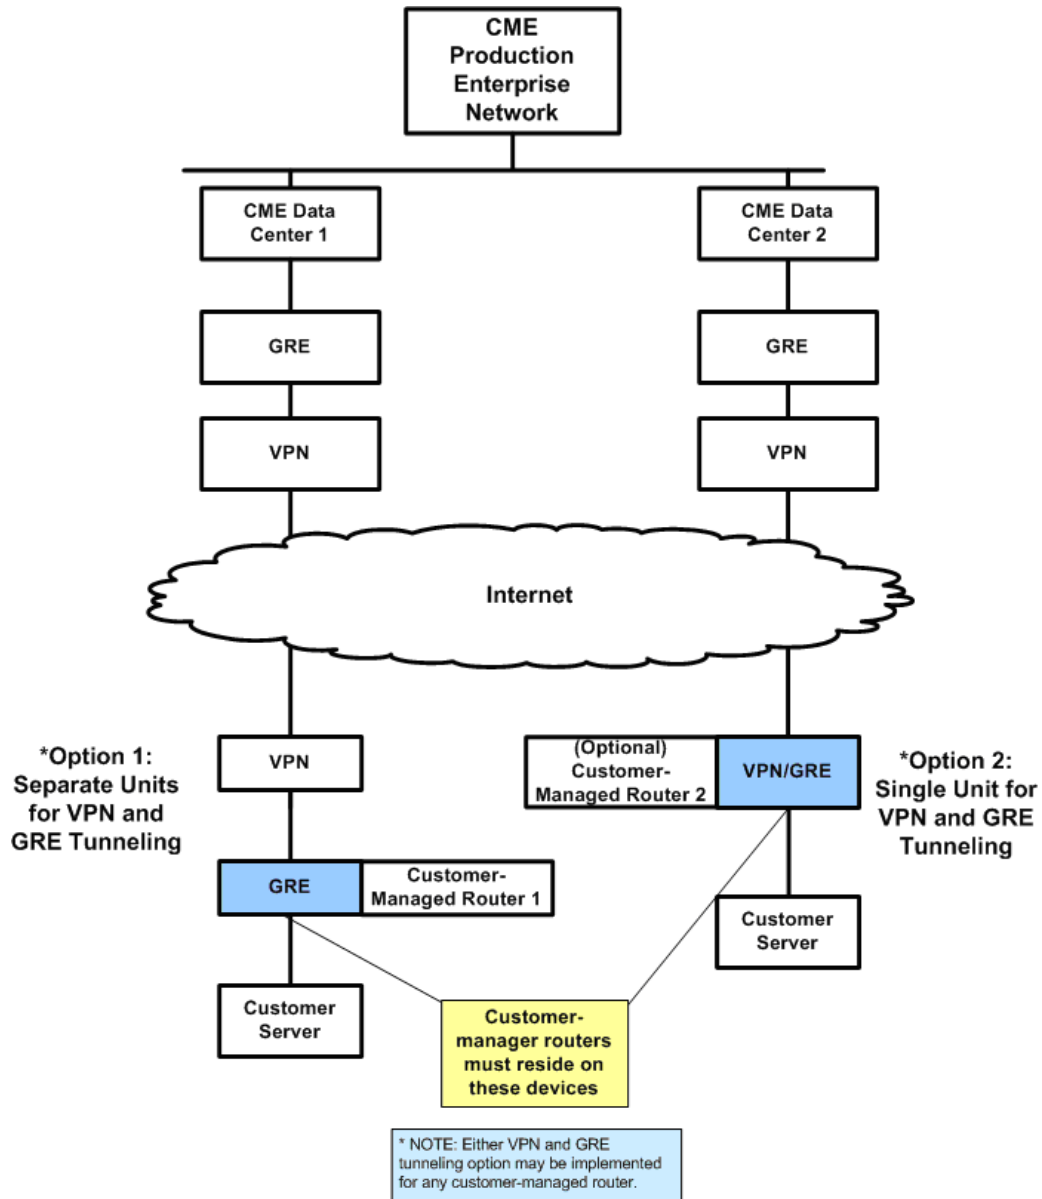 CME
Production
Enterprise
Network
CME Data
Center 1
CME Data
Center 2
GRE
GRE
VPN
VPN
Internet
*Option 1:
Separate Units
for VPN and
GRE Tunneling
VPN
(Optional)
Customer-
Managed Router 2
VPN/GRE
*Option 2:
Single Unit for
VPN and GRE
Tunneling
GRE
Customer-
Managed Router 1
Customer
Server
Customer
Server
Customer-
manager routers
must reside on
these devices
* NOTE: Either VPN and GRE
tunneling option may be implemented
for any customer-managed router.